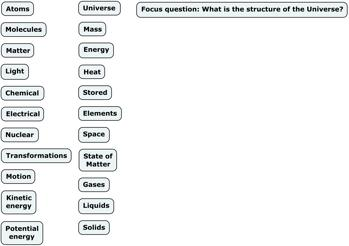 Focus question: What is the structure of the Universe?
Atoms
Molecules
Matter
Light
Chemical
Electrical
Nuclear
Transformations
Motion
Kinetic
energy
Potential
energy
Universe
Mass
Energy
Heat
Stored
Elements
Space
State of
Matter
Gases
Liquids
Solids